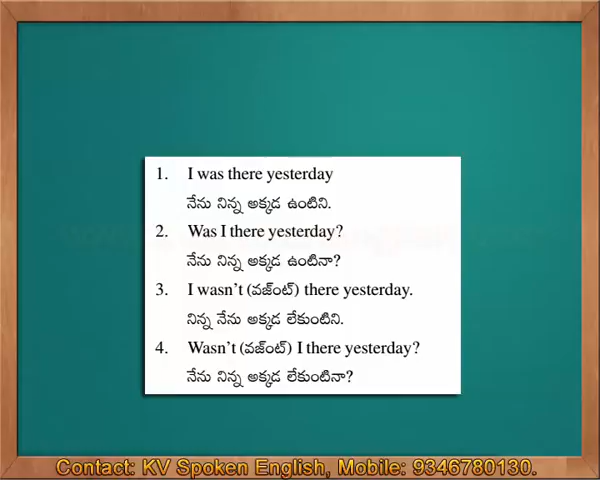 1. I was there yesterday
నేను నిన్న అక్కడ ఉంటిని.
2. Was I there yesterday?
నేను నిన్న అక్కడ ఉంటినా?
3. I wasn't (వజ్ంట్) there yesterday.
నిన్న నేను అక్కడ లేకుంటిని.
4. Wasn't (వజ్ంట్) I there yesterday?
నేను నిన్న అక్కడ లేకుంటినా?
Contact: KV Spoken English, Mobile: 9346780130.